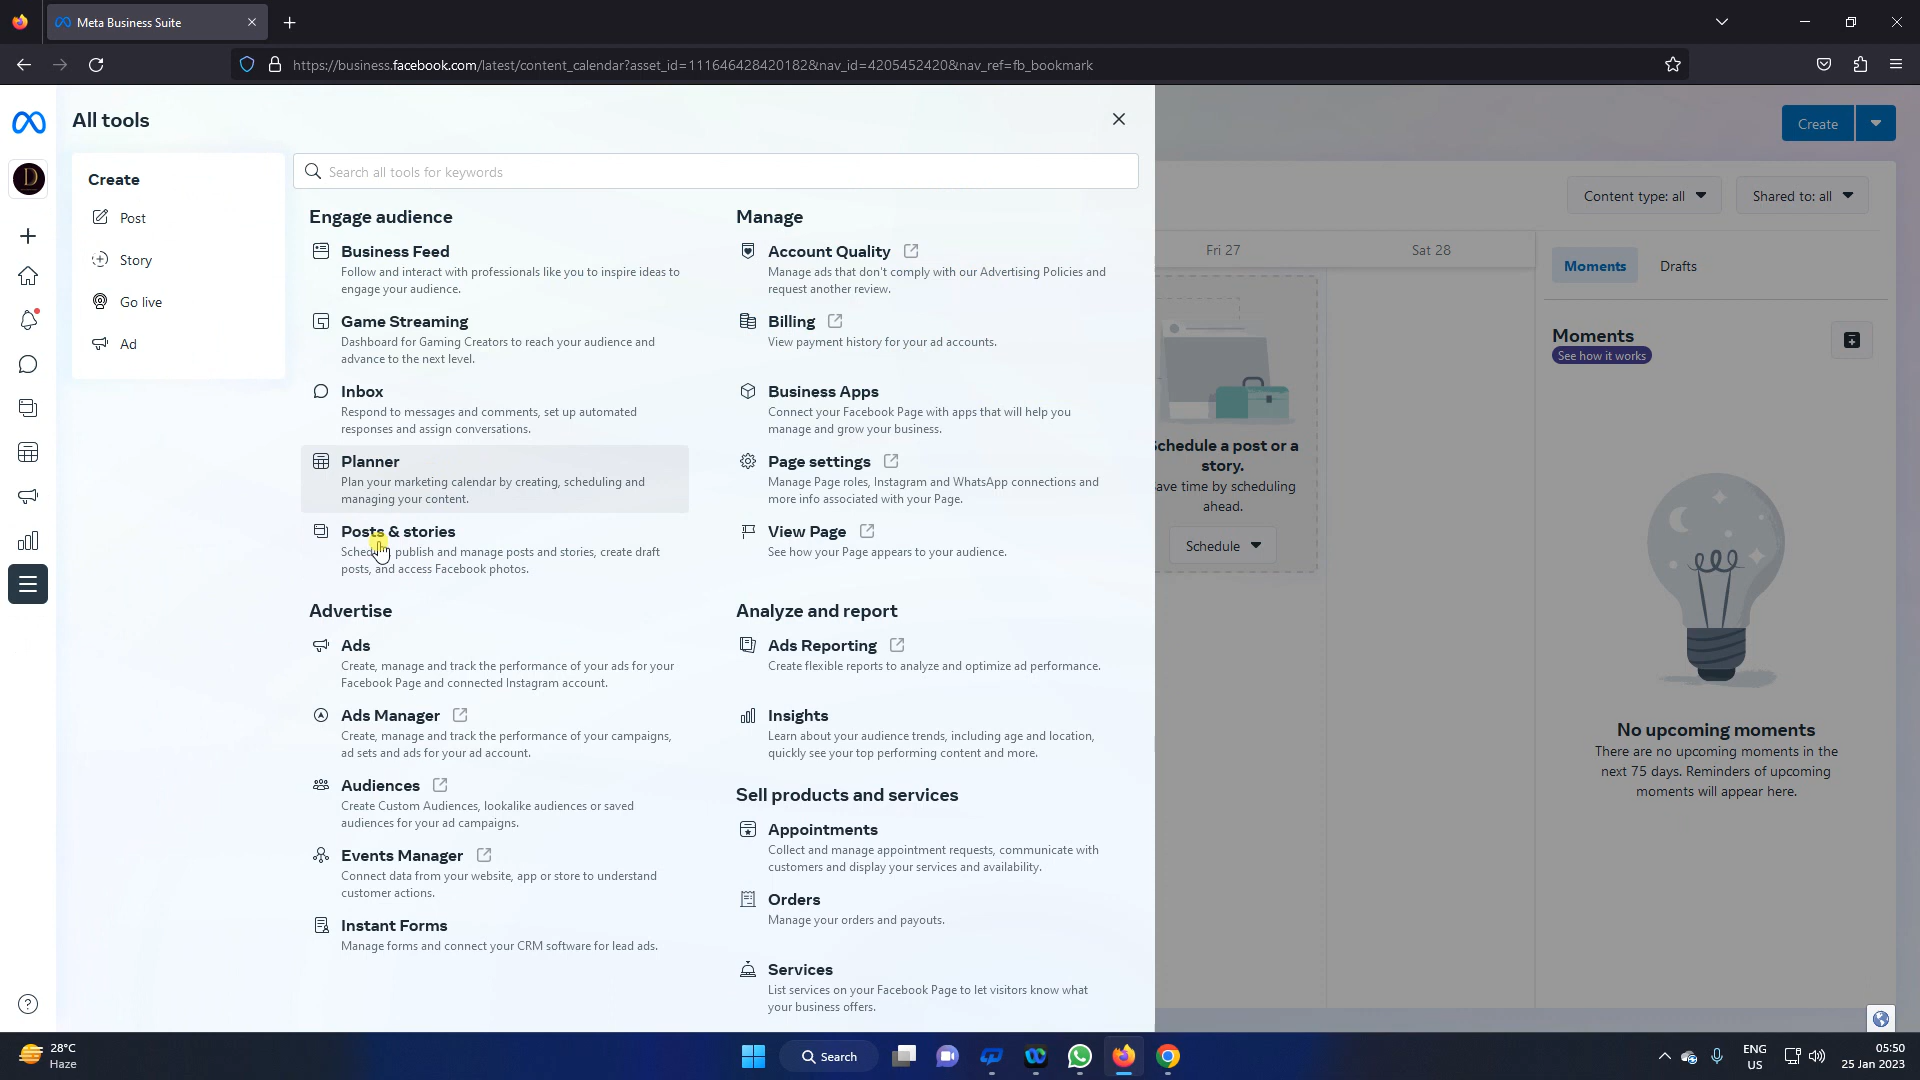 Meta Business Suite
https://business.facebook.com/latest/content_calendar?asset_id=111646428420182&nav_id=4205452420&nav_ref=fb_bookmark
All tools
Create
Post
Story
Go live
Ad
Search all tools for keywords
Engage audience
Business Feed
Follow and interact with professionals like you to inspire ideas to
engage your audience.
Game Streaming
Dashboard for Gaming Creators to reach your audience and
advance to the next level.
Inbox
Respond to messages and comments, set up automated
responses and assign conversations.
Planner
Plan your marketing calendar by creating, scheduling and
managing your content.
Posts & stories
publish and manage posts and stories, create draft
posts, and access Facebook photos.
Advertise
Ads
Create, manage and track the performance of your ads for your
Facebook Page and connected Instagram account.
Ads Manager
Create, manage and track the performance of your campaigns,
ad sets and ads for your ad account.
Audiences
Create Custom Audiences, lookalike audiences or saved
audiences for your ad campaigns.
Events Manager
Connect data from your website, app or store to understand
customer actions.
Instant Forms
Manage forms and connect your CRM software for lead ads.
Manage
Account Quality
Manage ads that don't comply with our Advertising Policies and
request another review.
Billing
View payment history for your ad accounts.
Business Apps
Connect your Facebook Page with apps that will help you
manage and grow your business.
Page settings
Manage Page roles, Instagram and WhatsApp connections and
more info associated with your Page.
View Page
See how your Page appears to your audience.
Analyze and report
Ads Reporting
Create flexible reports to analyze and optimize ad performance.
Insights
Learn about your audience trends, including age and location,
quickly see your top performing content and more.
Sell products and services
Appointments
Collect and manage appointment requests, communicate with
customers and display your services and availability.
Orders
Manage your orders and payouts.
Services
List services on your Facebook Page to let visitors know what
your business offers.
D
Create
Content type: all
Shared to: all
Fri 27
Sat 28
chedule a post or a
story.
ave time by scheduling
ahead.
Schedule
Moments
Drafts
Moments
See how it works
No upcoming moments
There are no upcoming moments in the
next 75 days. Reminders of upcoming
moments will appear here.
28°C
Haze
Search
ENG
US
05:50
25 Jan 2023